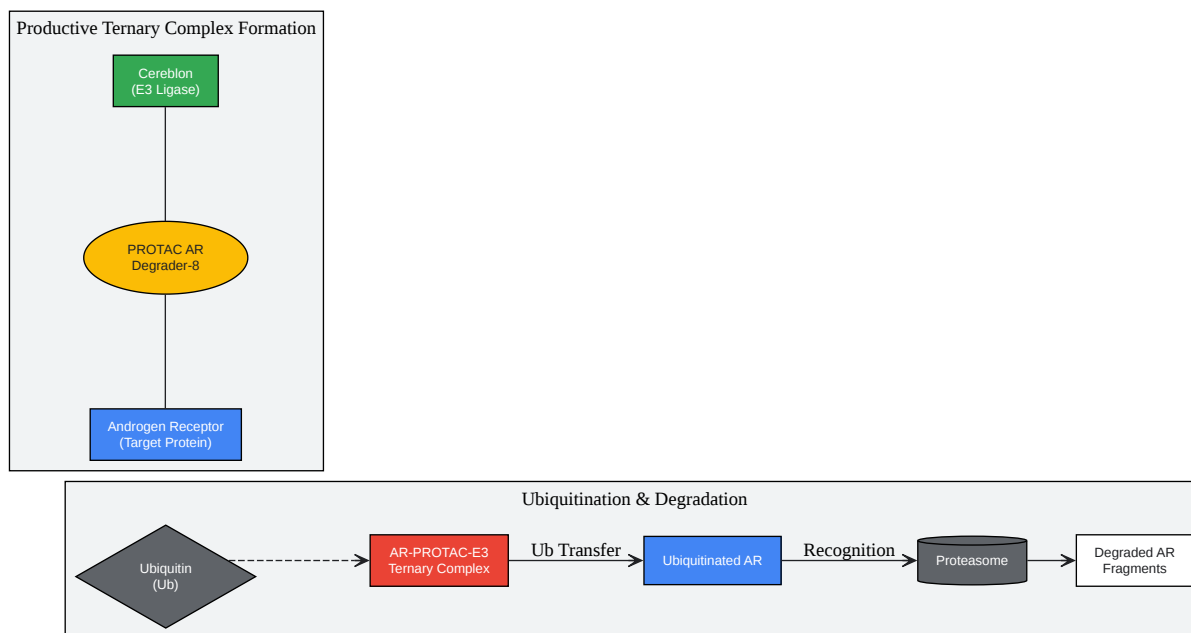 Productive Ternary Complex Formation
Cereblon
(E3 Ligase)
PROTAC AR
Degrader-8
Androgen Receptor
(Target Protein)
Ubiquitination & Degradation
Ubiquitin
(Ub)
AR-PROTAC-E3
Ternary Complex
Ub Transfer
Ubiquitinated AR
Recognition
Proteasome
Degraded AR
Fragments